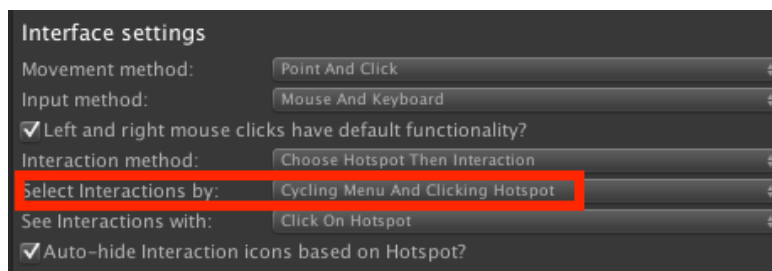 Interface settings
Movement method: Point And Click
Input method: Mouse And Keyboard
Left and right mouse clicks have default functionality?
Interaction method: Choose Hotspot Then Interaction
Select Interactions by: Cycling Menu And Clicking Hotspot
See Interactions with: Click On Hotspot
Auto-hide Interaction icons based on Hotspot?